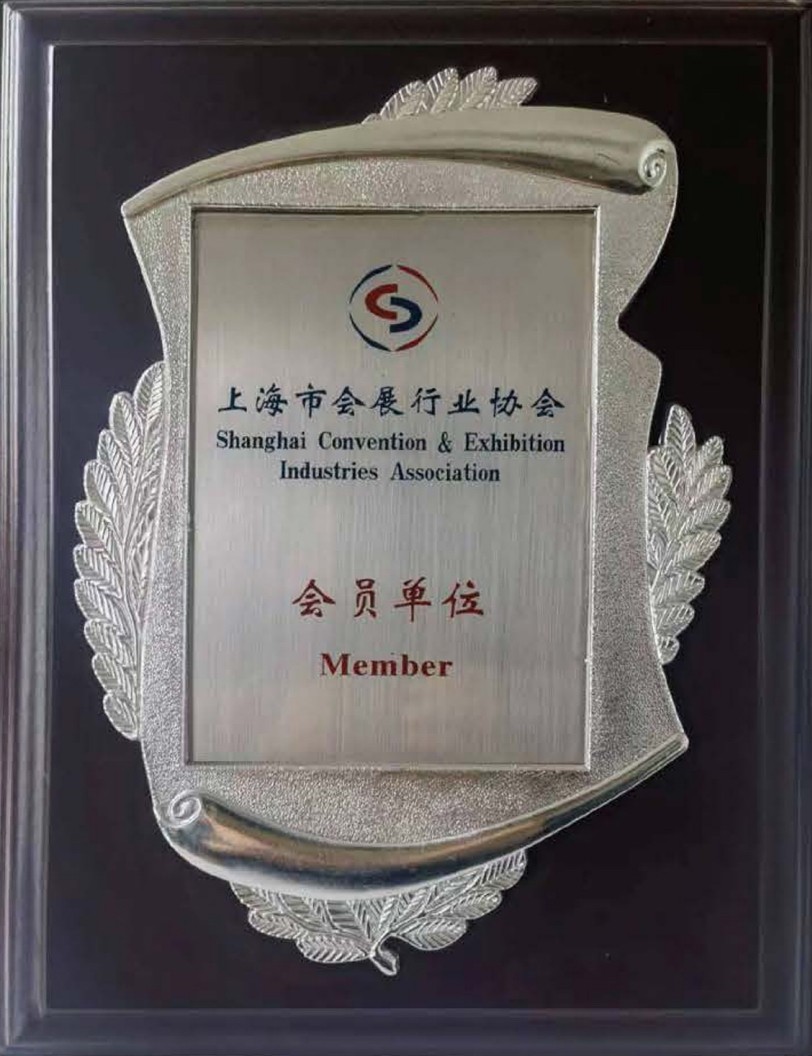 上海市会展行业协会
Shanghai Convention & Exhibition
Industries Association
会员单位
Member